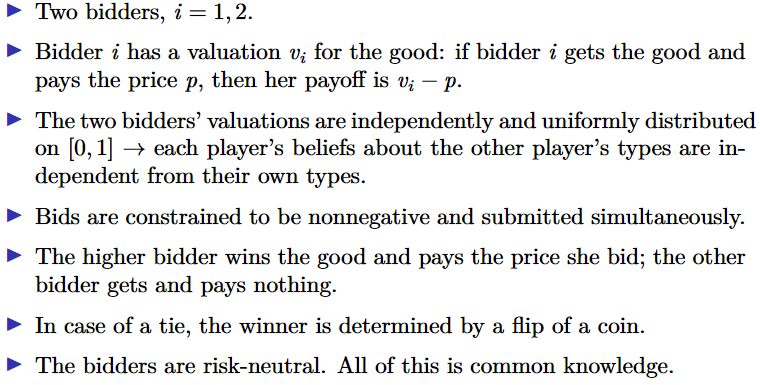 ▶ Two bidders, i = 1, 2.
▶ Bidder i has a valuation vᵢ for the good: if bidder i gets the good and
pays the price p, then her payoff is vᵢ − p.
▶ The two bidders' valuations are independently and uniformly distributed
on [0, 1] → each player's beliefs about the other player's types are in-
dependent from their own types.
▶ Bids are constrained to be nonnegative and submitted simultaneously.
▶ The higher bidder wins the good and pays the price she bid; the other
bidder gets and pays nothing.
▶ In case of a tie, the winner is determined by a flip of a coin.
▶ The bidders are risk-neutral. All of this is common knowledge.